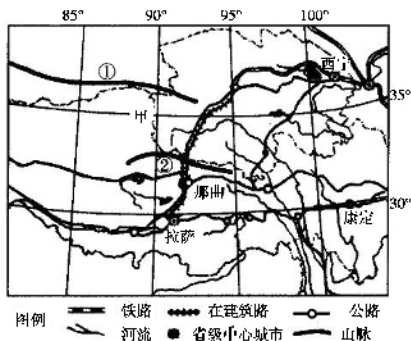 85° 90° 95° 100°
① 西宁
35°
甲
② 那曲
30°
拉萨 康定
图例 铁路 在建筑路 公路
河流 省级中心城市 山脉